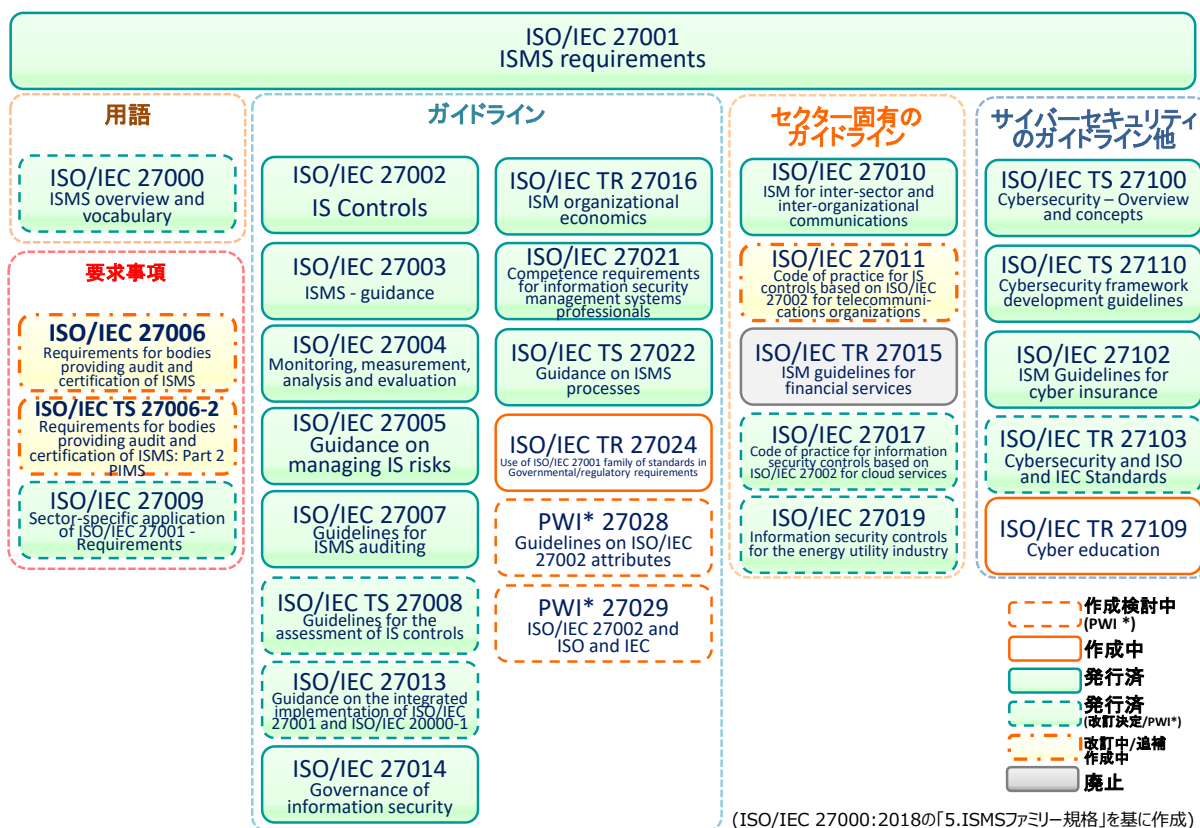 ISO/IEC 27001
ISMS requirements
用語
ISO/IEC 27000
ISMS overview and
vocabulary
要求事項
ISO/IEC 27006
Requirements for bodies
providing audit and
certification of ISMS
ISO/IEC TS 27006-2
Requirements for bodies
providing audit and
certification of ISMS: Part 2
PIMS
ISO/IEC 27009
Sector-specific application
of ISO/IEC 27001 -
Requirements
ガイドライン
ISO/IEC 27002
IS Controls
ISO/IEC 27003
ISMS - guidance
ISO/IEC 27004
Monitoring, measurement,
analysis and evaluation
ISO/IEC 27005
Guidance on
managing IS risks
ISO/IEC 27007
Guidelines for
ISMS auditing
ISO/IEC TS 27008
Guidelines for the
assessment of IS controls
ISO/IEC 27013
Guidance on the integrated
implementation of ISO/IEC
27001 and ISO/IEC 20000-1
ISO/IEC 27014
Governance
of information security
ISO/IEC TR 27016
ISM organizational
economics
ISO/IEC 27021
Competence requirements
for information security
management systems
professionals
ISO/IEC TS 27022
Guidance on ISMS
processes
ISO/IEC TR 27024
Use of ISO/IEC 27001 family of standards in
Governmental/regulatory requirements
PWI* 27028
Guidelines on ISO/IEC
27002 attributes
PWI* 27029
ISO/IEC 27002 and
ISO and IEC
セクター固有の
ガイドライン
ISO/IEC 27010
ISM for inter-sector and
inter-organizational
communications
ISO/IEC 27011
Code of practice for IS
controls based on ISO/IEC
27002 for telecommuni-
cations organizations
ISO/IEC TR 27015
ISM guidelines for
financial services
ISO/IEC 27017
Code of practice for information
security controls based on
ISO/IEC 27002 for cloud services
ISO/IEC 27019
Information security controls
for the energy utility industry
サイバーセキュリティ
のガイドライン他
ISO/IEC TS 27100
Cybersecurity – Overview
and concepts
ISO/IEC TS 27110
Cybersecurity framework
development guidelines
ISO/IEC 27102
ISM Guidelines for
cyber insurance
ISO/IEC TR 27103
Cybersecurity and ISO
and IEC Standards
ISO/IEC TR 27109
Cyber education
作成検討中
(PWI *)
作成中
発行済
発行済
(改訂決定/PWI*)
改訂中/追補
作成中
廃止
(ISO/IEC 27000:2018の「5.ISMSファミリー規格」を基に作成)